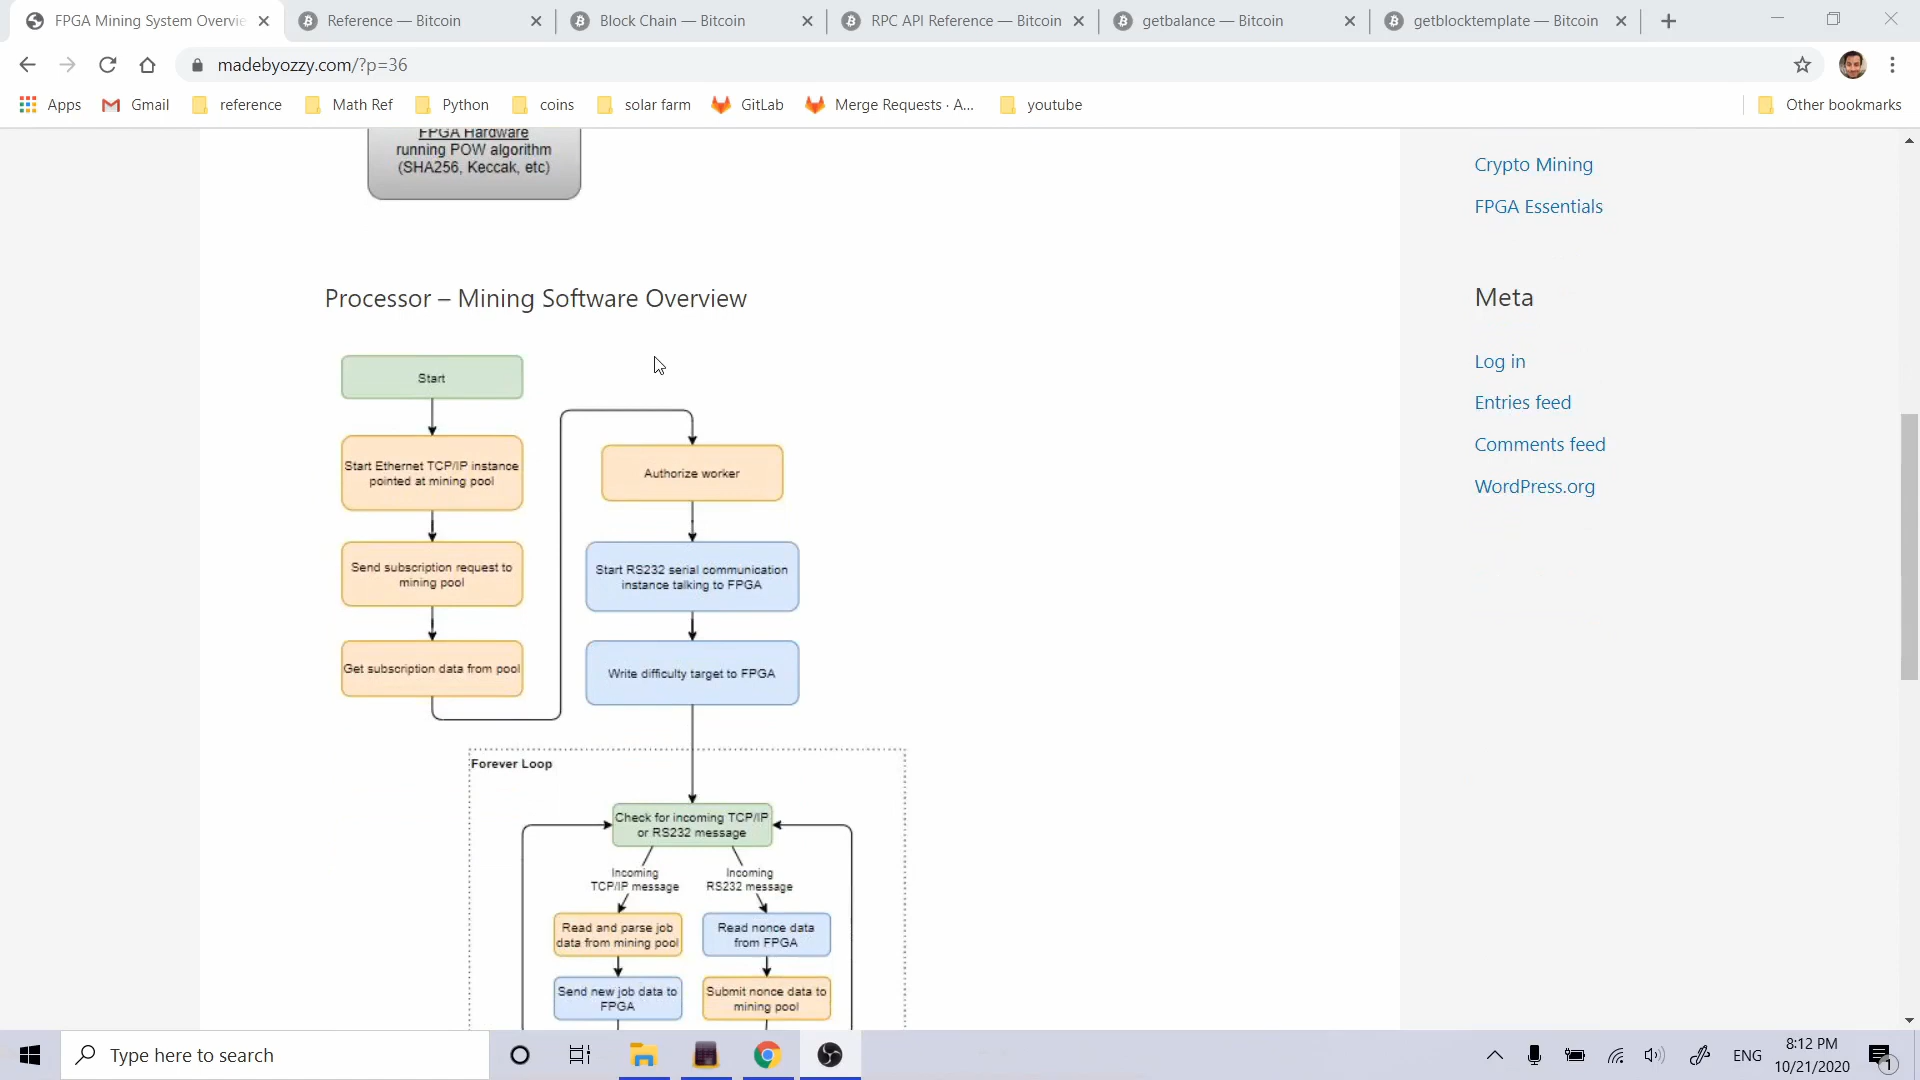 FPGA Mining System Overvie
Reference — Bitcoin
Block Chain — Bitcoin
RPC API Reference — Bitcoin
getbalance — Bitcoin
getblocktemplate — Bitcoin
madebyozzy.com/?p=36
Apps
Gmail
reference
Math Ref
Python
coins
solar farm
GitLab
Merge Requests · A...
youtube
Other bookmarks
FPGA Hardware
running POW algorithm
(SHA256, Keccak, etc)
Crypto Mining
FPGA Essentials
Meta
Log in
Entries feed
Comments feed
WordPress.org
Processor – Mining Software Overview
Start
Start Ethernet TCP/IP instance
pointed at mining pool
Send subscription request to
mining pool
Get subscription data from pool
Authorize worker
Start RS232 serial communication
instance talking to FPGA
Write difficulty target to FPGA
Forever Loop
Check for incoming TCP/IP
or RS232 message
Incoming
TCP/IP message
Incoming
RS232 message
Read and parse job
data from mining pool
Read nonce data
from FPGA
Send new job data to
FPGA
Submit nonce data to
mining pool
Type here to search
ENG
8:12 PM
10/21/2020
1